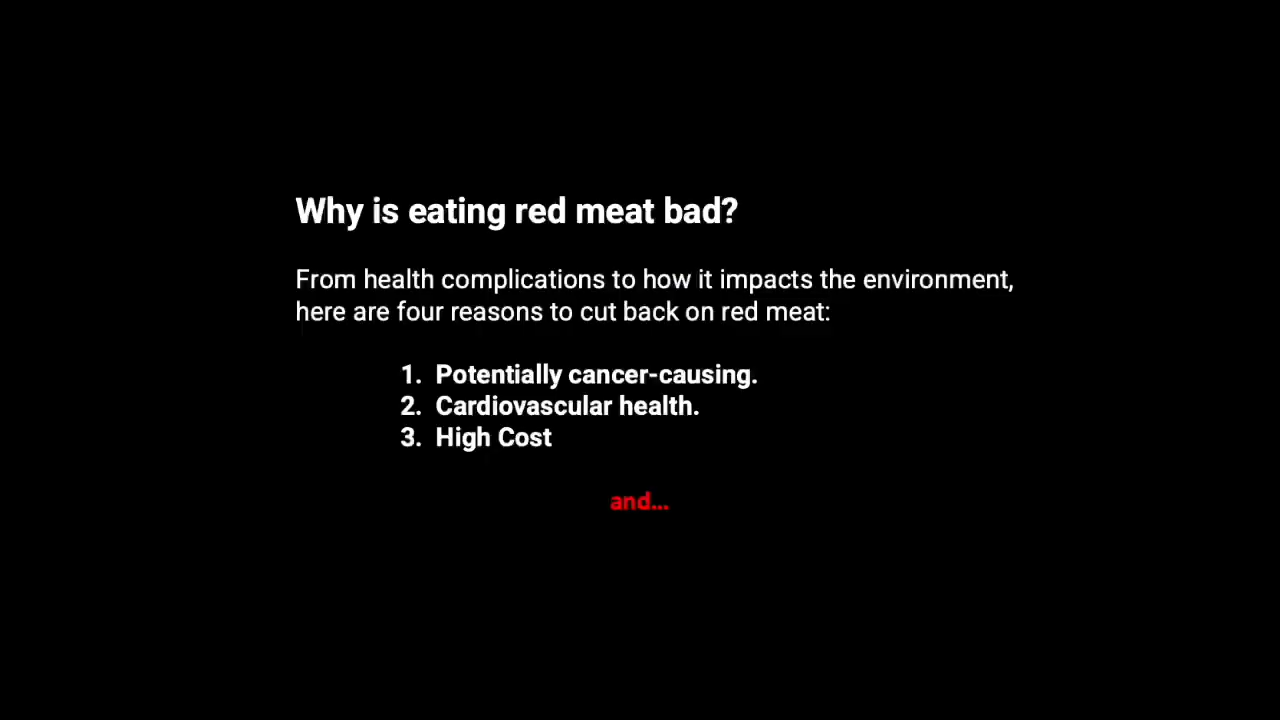 Why is eating red meat bad?
From health complications to how it impacts the environment,
here are four reasons to cut back on red meat:
1. Potentially cancer-causing.
2. Cardiovascular health.
3. High Cost
and...